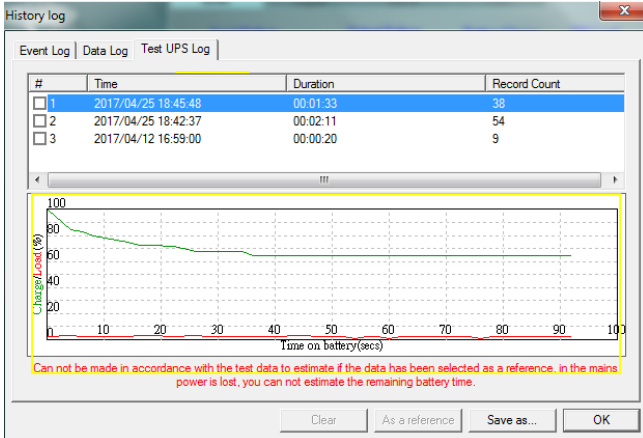 History log
Event Log Data Log Test UPS Log
# Time Duration Record Count
1 2017/04/25 18:45:48 00:01:33 38
2 2017/04/25 18:42:37 00:02:11 54
3 2017/04/12 16:59:00 00:00:20 9
100
80
60
40
20
0 10 20 30 40 50 60 70 80 90 100
Charge/Load(%)
Time on battery(secs)
Can not be made in accordance with the test data to estimate if the data has been selected as a reference, in the mains
power is lost, you can not estimate the remaining battery time.
Clear As a reference Save as... OK